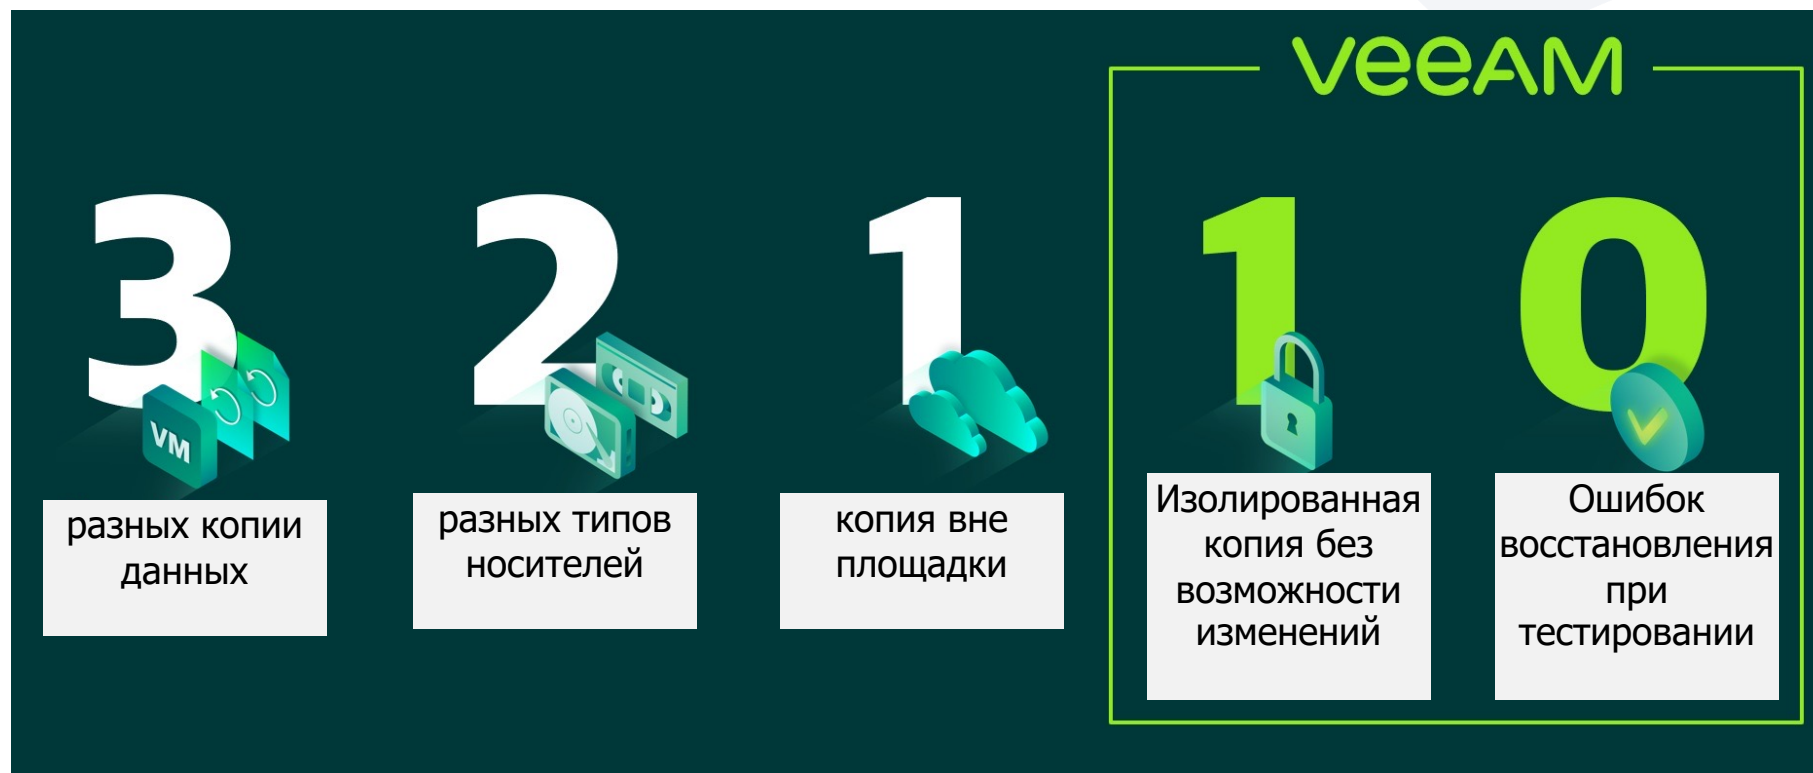 VeeAM
3
2
1
1
0
VM
разных копии
данных
разных типов
носителей
копия вне
площадки
Изолированная
копия без
возможности
изменений
Ошибок
восстановления
при
тестировании